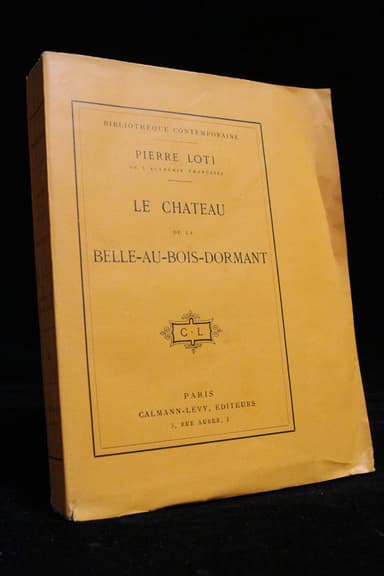 BIBLIOTHÈQUE CONTEMPORAINE
PIERRE LOTI
DE L'ACADÉMIE FRANÇAISE
LE CHATEAU
DE LA
BELLE-AU-BOIS-DORMANT
C·L
PARIS
CALMANN-LÉVY, ÉDITEURS
3, RUE AUBER, 3